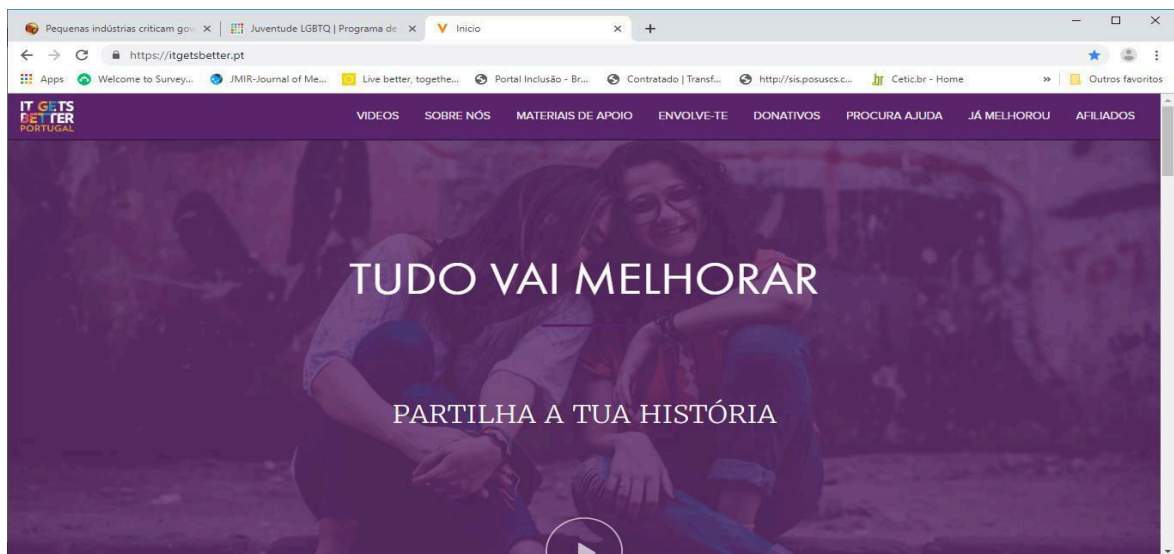 Pequenas indústrias criticam gov
Juventude LGBTQ | Programa de
Inicio
https://itgetsbetter.pt
Apps
Welcome to Survey...
JMIR-Journal of Me...
Live better, togethe...
Portal Inclusão - Br...
Contratado | Transf...
http://sis.posuscs.c...
Cetic.br - Home
»
Outros favoritos
IT GETS
BETTER
PORTUGAL
VIDEOS
SOBRE NÓS
MATERIAIS DE APOIO
ENVOLVE-TE
DONATIVOS
PROCURA AJUDA
JÁ MELHOROU
AFILIADOS
TUDO VAI MELHORAR
PARTILHA A TUA HISTÓRIA